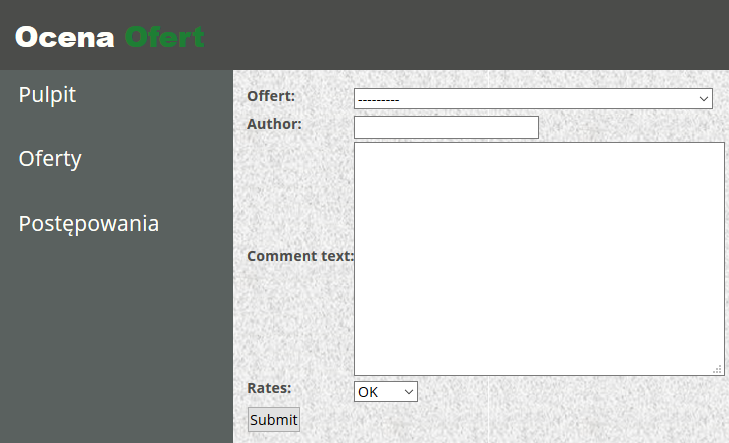 Ocena Ofert
Pulpit
Oferty
Postępowania
Offert: ---------
Author:
Comment text:
Rates: OK
Submit